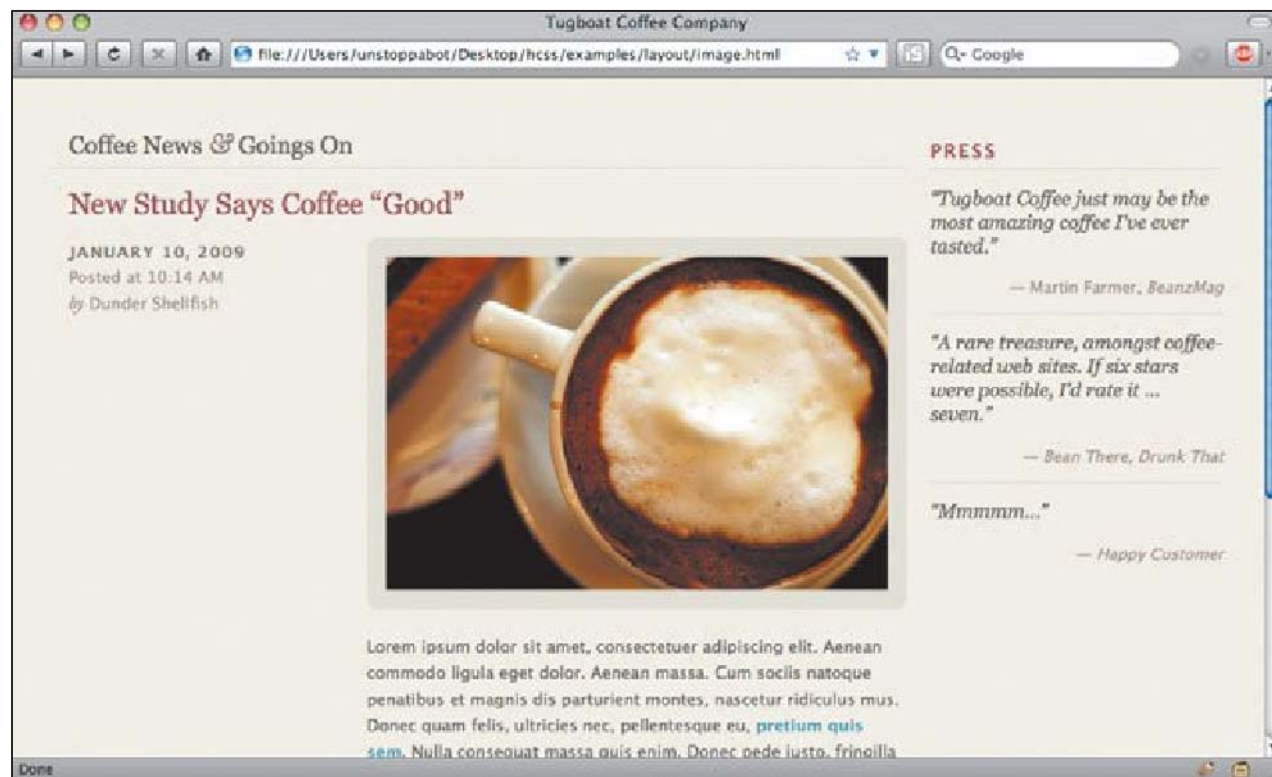 Tugboat Coffee Company
file:///Users/unstoppabot/Desktop/hcss/examples/layout/image.html
Google
Coffee News & Goings On
New Study Says Coffee “Good”
JANUARY 10, 2009
Posted at 10:14 AM
by Dunder Shellfish
Lorem ipsum dolor sit amet, consectetuer adipiscing elit. Aenean
commodo ligula eget dolor. Aenean massa. Cum sociis natoque
penatibus et magnis dis parturient montes, nascetur ridiculus mus.
Donec quam felis, ultricies nec, pellentesque eu, pretium quis
sem. Nulla consequat massa quis enim. Donec pede justo, fringilla
PRESS
“Tugboat Coffee just may be the
most amazing coffee I’ve ever
tasted.”
— Martin Farmer, BeanzMag
“A rare treasure, amongst coffee-
related web sites. If six stars
were possible, I’d rate it ...
seven.”
— Bean There, Drunk That
“Mmmmm...”
— Happy Customer
Done